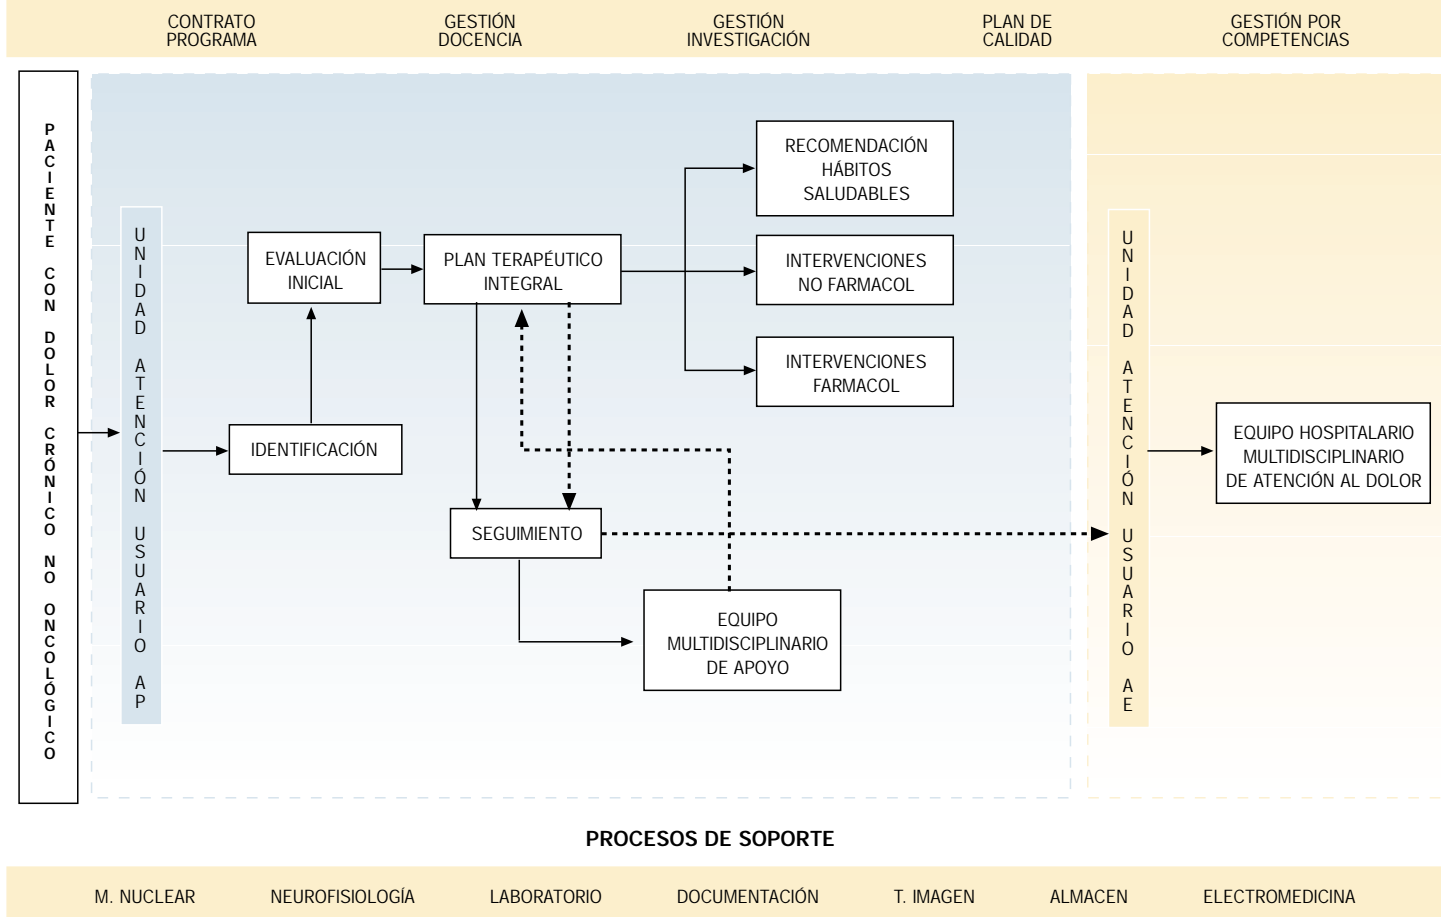 CONTRATO
PROGRAMA
GESTIÓN
DOCENCIA
GESTIÓN
INVESTIGACIÓN
PLAN DE
CALIDAD
GESTIÓN POR
COMPETENCIAS
PACIENTE CON DOLOR CRÓNICO NO ONCOLÓGICO
UNIDAD ATENCIÓN USUARIO AP
IDENTIFICACIÓN
EVALUACIÓN
INICIAL
PLAN TERAPÉUTICO
INTEGRAL
RECOMENDACIÓN
HÁBITOS
SALUDABLES
INTERVENCIONES
NO FARMACOL
INTERVENCIONES
FARMACOL
SEGUIMIENTO
EQUIPO
MULTIDISCIPLINARIO
DE APOYO
UNIDAD ATENCIÓN USUARIO AE
EQUIPO HOSPITALARIO
MULTIDISCIPLINARIO
DE ATENCIÓN AL DOLOR
PROCESOS DE SOPORTE
M. NUCLEAR NEUROFISIOLOGÍA LABORATORIO DOCUMENTACIÓN T. IMAGEN ALMACEN ELECTROMEDICINA